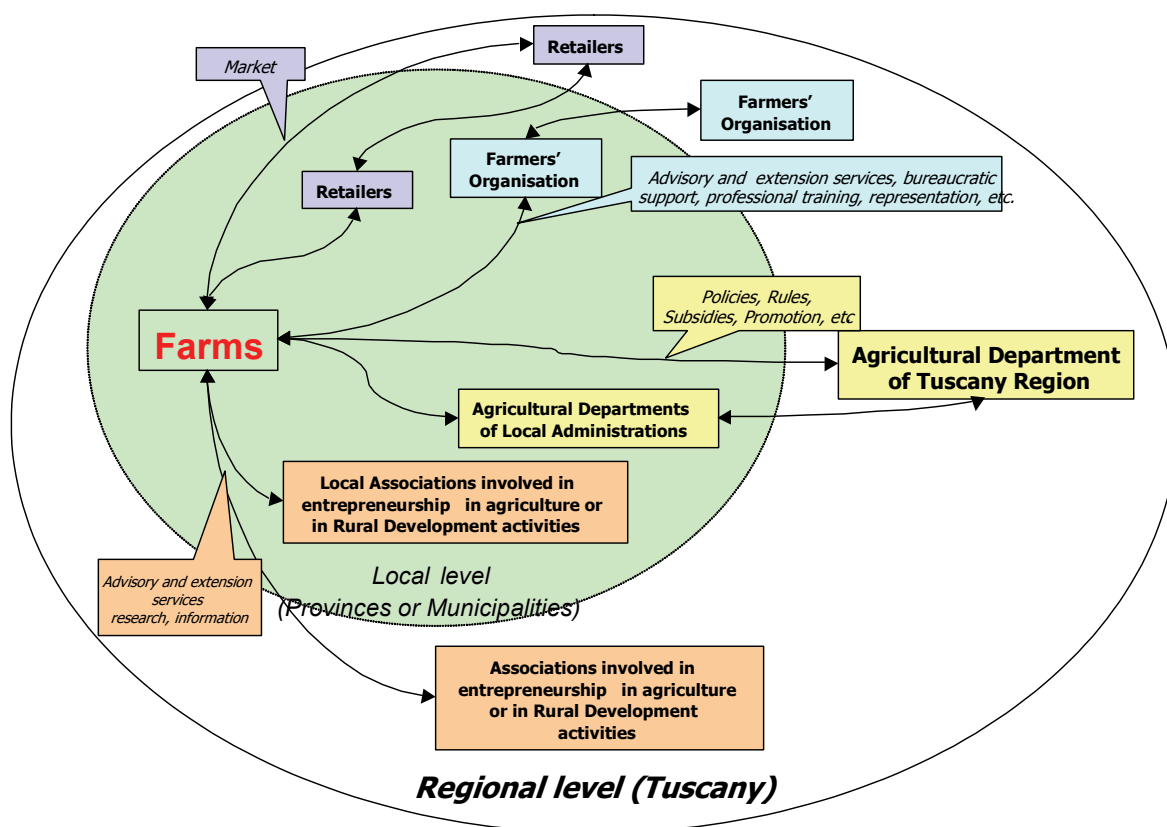 Retailers
Market
Farmers'
Organisation
Farmers'
Organisation
Retailers
Advisory and extension services, bureaucratic
support, professional training, representation, etc.
Policies, Rules,
Subsidies, Promotion, etc
Farms
Agricultural Department
of Tuscany Region
Agricultural Departments
of Local Administrations
Local Associations involved in
entrepreneurship in agriculture or
in Rural Development activities
Advisory and extension
services
research, information
Local level
(Provinces or Municipalities)
Associations involved in
entrepreneurship in agriculture
or in Rural Development
activities
Regional level (Tuscany)